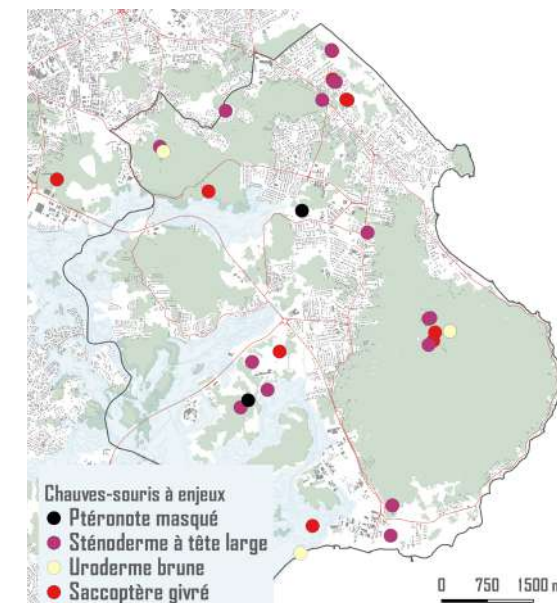 Chauves-souris à enjeux
Ptéronote masqué
Sténoderme à tête large
Uroderme brune
Saccoptère givré
0 750 1500 m